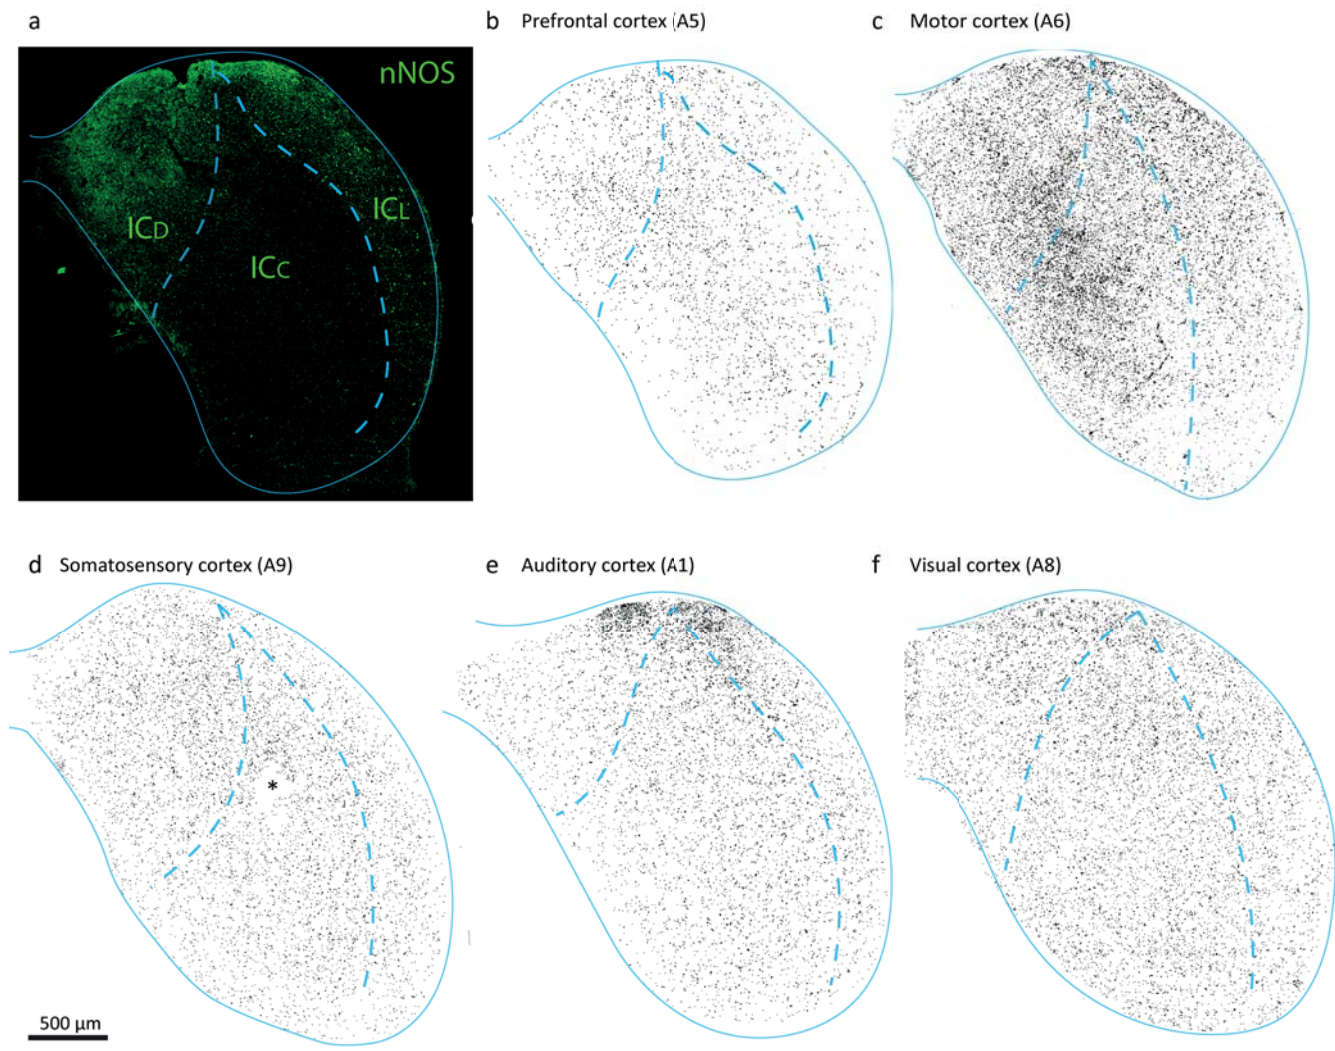 a
nNOS
ICD
ICC
ICL
b Prefrontal cortex (A5)
c Motor cortex (A6)
d Somatosensory cortex (A9)
*
500 µm
e Auditory cortex (A1)
f Visual cortex (A8)